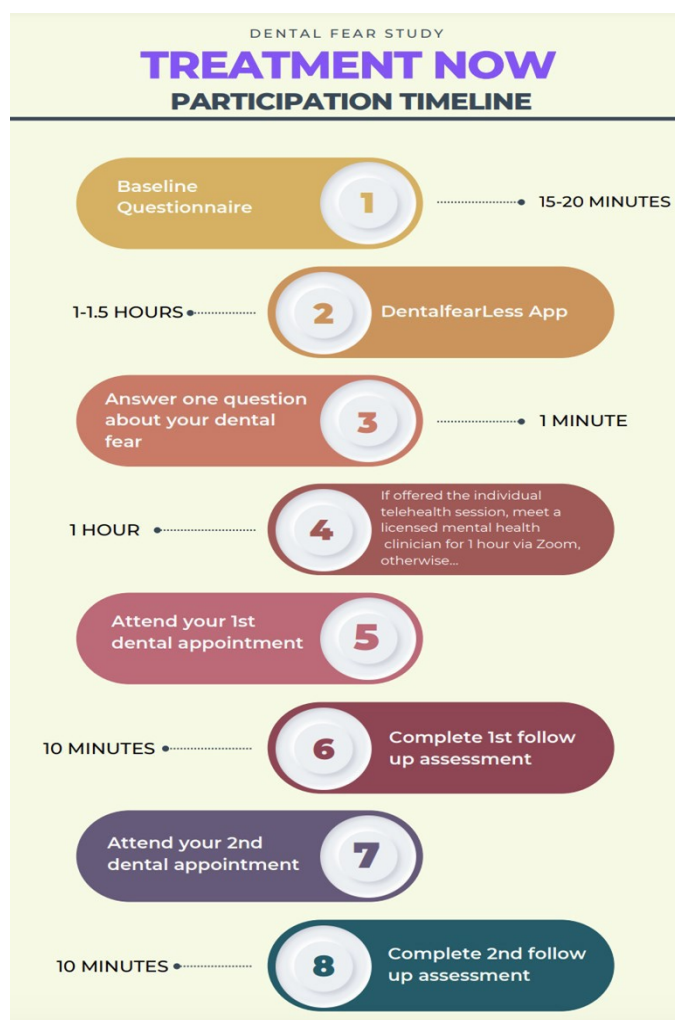 DENTAL FEAR STUDY
TREATMENT NOW
PARTICIPATION TIMELINE
Baseline
Questionnaire
1
15-20 MINUTES
1-1.5 HOURS
2
DentalfearLess App
Answer one question
about your dental
fear
3
1 MINUTE
1 HOUR
4
If offered the individual
telehealth session, meet a
licensed mental health
clinician for 1 hour via Zoom,
otherwise...
Attend your 1st
dental appointment
5
10 MINUTES
6
Complete 1st follow
up assessment
Attend your 2nd
dental appointment
7
10 MINUTES
8
Complete 2nd follow
up assessment